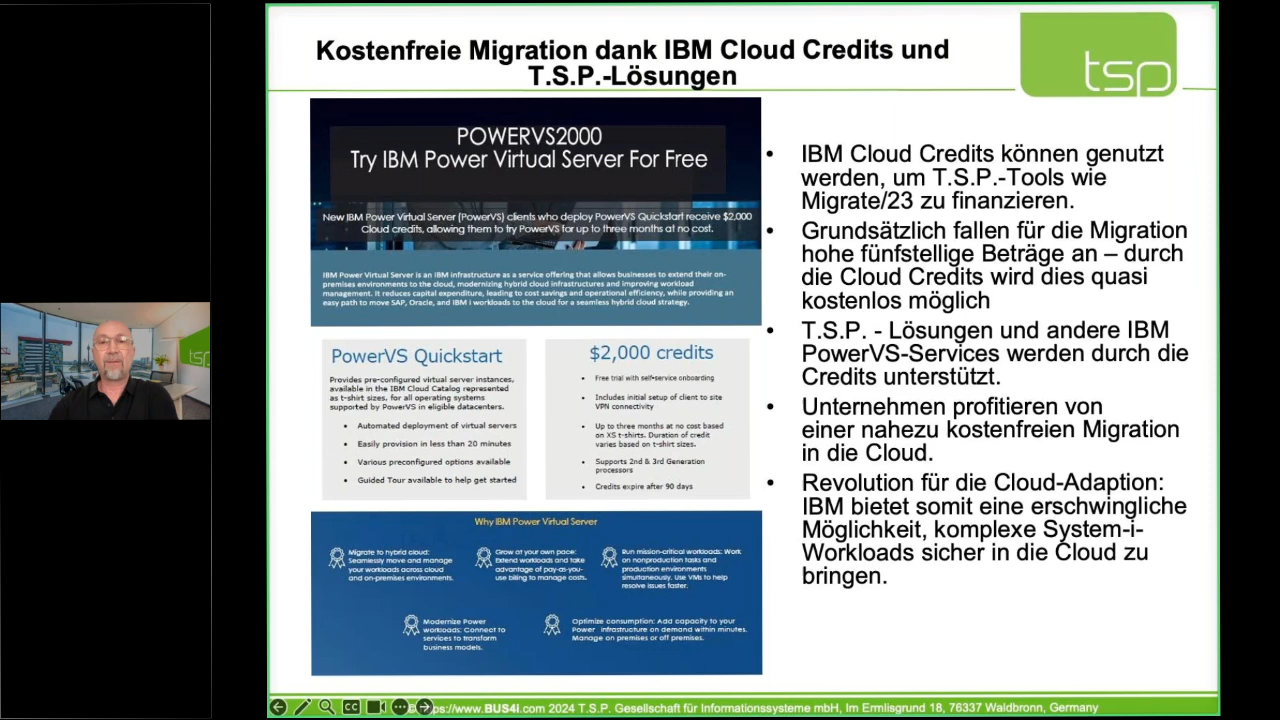 Kostenfreie Migration dank IBM Cloud Credits und
T.S.P.-Lösungen
tsp
POWERVS2000
Try IBM Power Virtual Server For Free
New IBM Power Virtual Server (PowerVS) clients who deploy PowerVS Quickstart receive $2,000
Cloud credits, allowing them to try PowerVS for up to three months at no cost.
IBM Power Virtual Server is an IBM infrastructure as a service offering that allows businesses to extend their on-
premises environments to the cloud, modernizing hybrid cloud infrastructures and improving workload
management. It reduces capital expenditure, leading to cost savings and operational efficiency, while providing an
easy path to move SAP, Oracle, and IBM i workloads to the cloud for a seamless hybrid cloud strategy.
PowerVS Quickstart
Provides pre-configured virtual server instances,
available in the IBM Cloud Catalog represented
as t-shirt sizes, for all operating systems
supported by PowerVS in eligible datacenters.
• Automated deployment of virtual servers
• Easily provision in less than 20 minutes
• Various preconfigured options available
• Guided Tour available to help get started
$2,000 credits
• Free trial with self-service onboarding
• Includes initial setup of client to site
VPN connectivity
• Up to three months at no cost based
on XS t-shirts. Duration of credit
varies based on t-shirt sizes.
• Supports 2nd & 3rd Generation
processors
• Credits expire after 90 days
Why IBM Power Virtual Server
Migrate to hybrid cloud:
Seamlessly move and manage
your workloads across cloud
and on-premises environments.
Grow at your own pace:
Extend workloads and take
advantage of pay-as-you-
use billing to manage costs.
Run mission-critical workloads: Work
on nonproduction tasks and
production environments
simultaneously. Use VMs to help
resolve issues faster.
Modernize Power
workloads: Connect to
services to transform
business models.
Optimize consumption: Add capacity to your
Power infrastructure on demand within minutes.
Manage on premises or off premises.
• IBM Cloud Credits können genutzt
werden, um T.S.P.-Tools wie
Migrate/23 zu finanzieren.
• Grundsätzlich fallen für die Migration
hohe fünfstellige Beträge an – durch
die Cloud Credits wird dies quasi
kostenlos möglich
• T.S.P. - Lösungen und andere IBM
PowerVS-Services werden durch die
Credits unterstützt.
• Unternehmen profitieren von
einer nahezu kostenfreien Migration
in die Cloud.
• Revolution für die Cloud-Adaption:
IBM bietet somit eine erschwingliche
Möglichkeit, komplexe System-i-
Workloads sicher in die Cloud zu
bringen.
tsp
CC
://www.BUS4i.com 2024 T.S.P. Gesellschaft für Informationssysteme mbH, Im Ermlisgrund 18, 76337 Waldbronn, Germany